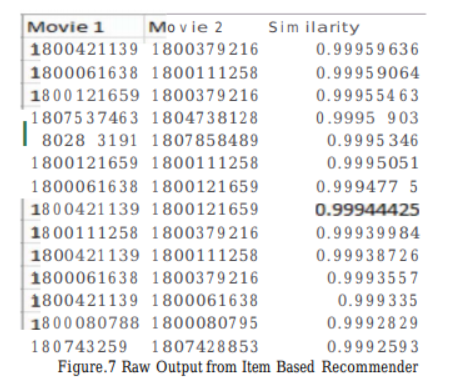 Movie 1 Movie 2 Similarity
1800421139 1800379216 0.99959636
1800061638 1800111258 0.99959064
1800121659 1800379216 0.99955463
1807537463 1804738128 0.9995 903
8028 3191 1807858489 0.9995346
1800121659 1800111258 0.9995051
1800061638 1800121659 0.999477 5
1800421139 1800121659 0.99944425
1800111258 1800379216 0.99939984
1800421139 1800111258 0.99938726
1800061638 1800379216 0.9993557
1800421139 1800061638 0.999335
1800080788 1800080795 0.9992829
180743259 1807428853 0.9992593
Figure.7 Raw Output from Item Based Recommender